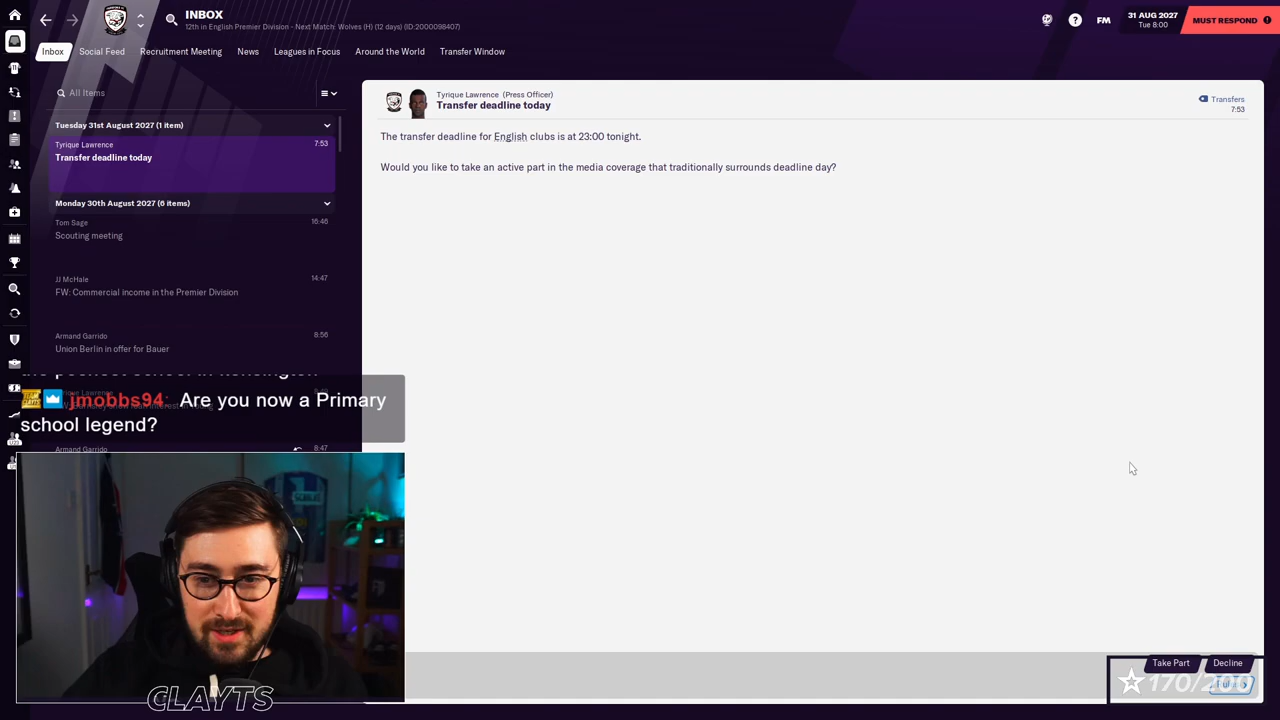 INBOX
12th in English Premier Division - Next Match: Wolves (H) (12 days) (ID:2000098407)
FM
31 AUG 2027
Tue 8:00
MUST RESPOND
Inbox
Social Feed
Recruitment Meeting
News
Leagues in Focus
Around the World
Transfer Window
All Items
Tuesday 31st August 2027 (1 item)
Tyrique Lawrence
7:53
Transfer deadline today
Monday 30th August 2027 (6 items)
Tom Sage
16:46
Scouting meeting
JJ McHale
14:47
FW: Commercial income in the Premier Division
Armand Garrido
8:56
Union Berlin in offer for Bauer
jmobbs94: Are you now a Primary
school legend?
Armand Garrido
8:47
Tyrique Lawrence (Press Officer)
Transfer deadline today
Transfers
7:53
The transfer deadline for English clubs is at 23:00 tonight.
Would you like to take an active part in the media coverage that traditionally surrounds deadline day?
Take Part
Decline
170/200
CLAYTS